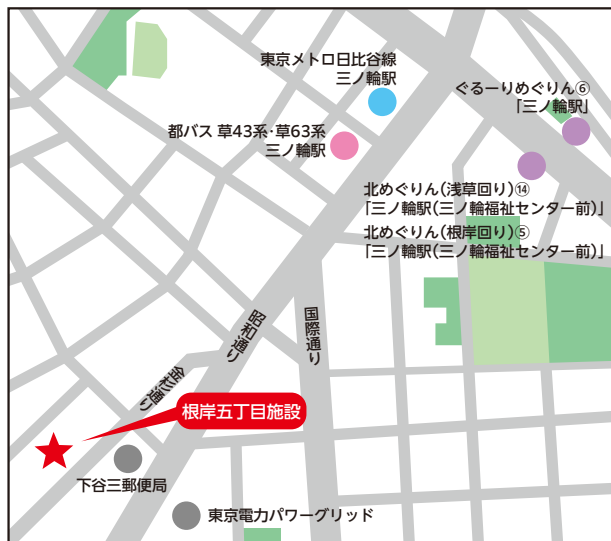 東京メトロ日比谷線
三ノ輪駅
ぐるーりめぐりん⑥
「三ノ輪駅」
都バス 草43系・草63系
三ノ輪駅
北めぐりん(浅草回り)⑭
「三ノ輪駅(三ノ輪福祉センター前)」
北めぐりん(根岸回り)⑤
「三ノ輪駅(三ノ輪福祉センター前)」
昭和通り
国際通り
金杉通り
根岸五丁目施設
下谷三郵便局
東京電力パワーグリッド